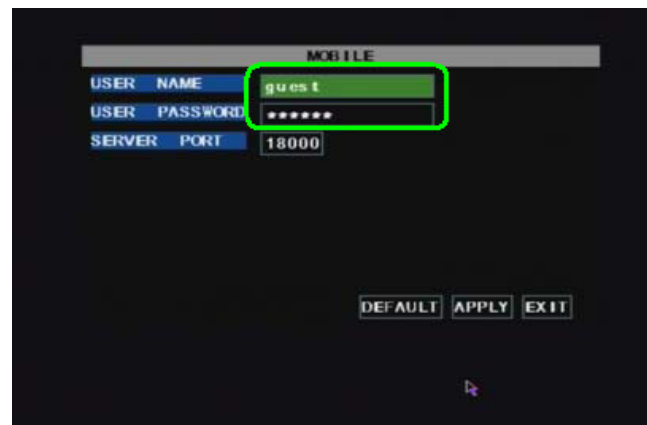 MOBILE
USER NAME guest
USER PASSWORD ******
SERVER PORT 18000
DEFAULT APPLY EXIT